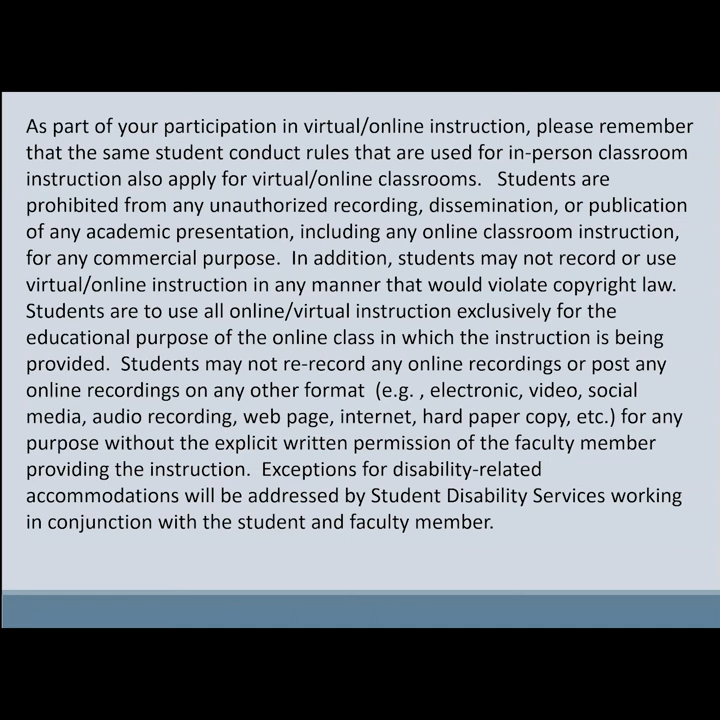 As part of your participation in virtual/online instruction, please remember
that the same student conduct rules that are used for in-person classroom
instruction also apply for virtual/online classrooms.   Students are
prohibited from any unauthorized recording, dissemination, or publication
of any academic presentation, including any online classroom instruction,
for any commercial purpose.  In addition, students may not record or use
virtual/online instruction in any manner that would violate copyright law.
Students are to use all online/virtual instruction exclusively for the
educational purpose of the online class in which the instruction is being
provided.  Students may not re-record any online recordings or post any
online recordings on any other format  (e.g. , electronic, video, social
media, audio recording, web page, internet, hard paper copy, etc.) for any
purpose without the explicit written permission of the faculty member
providing the instruction.  Exceptions for disability-related
accommodations will be addressed by Student Disability Services working
in conjunction with the student and faculty member.